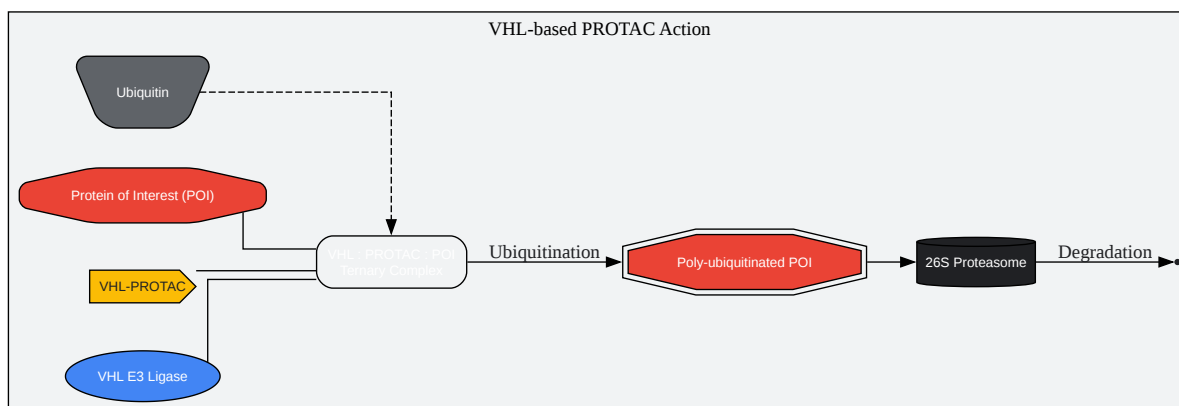 VHL-based PROTAC Action
Ubiquitin
Protein of Interest (POI)
VHL-PROTAC
VHL E3 Ligase
VHL : PROTAC : POI
Ternary Complex
Ubiquitination
Poly-ubiquitinated POI
26S Proteasome
Degradation